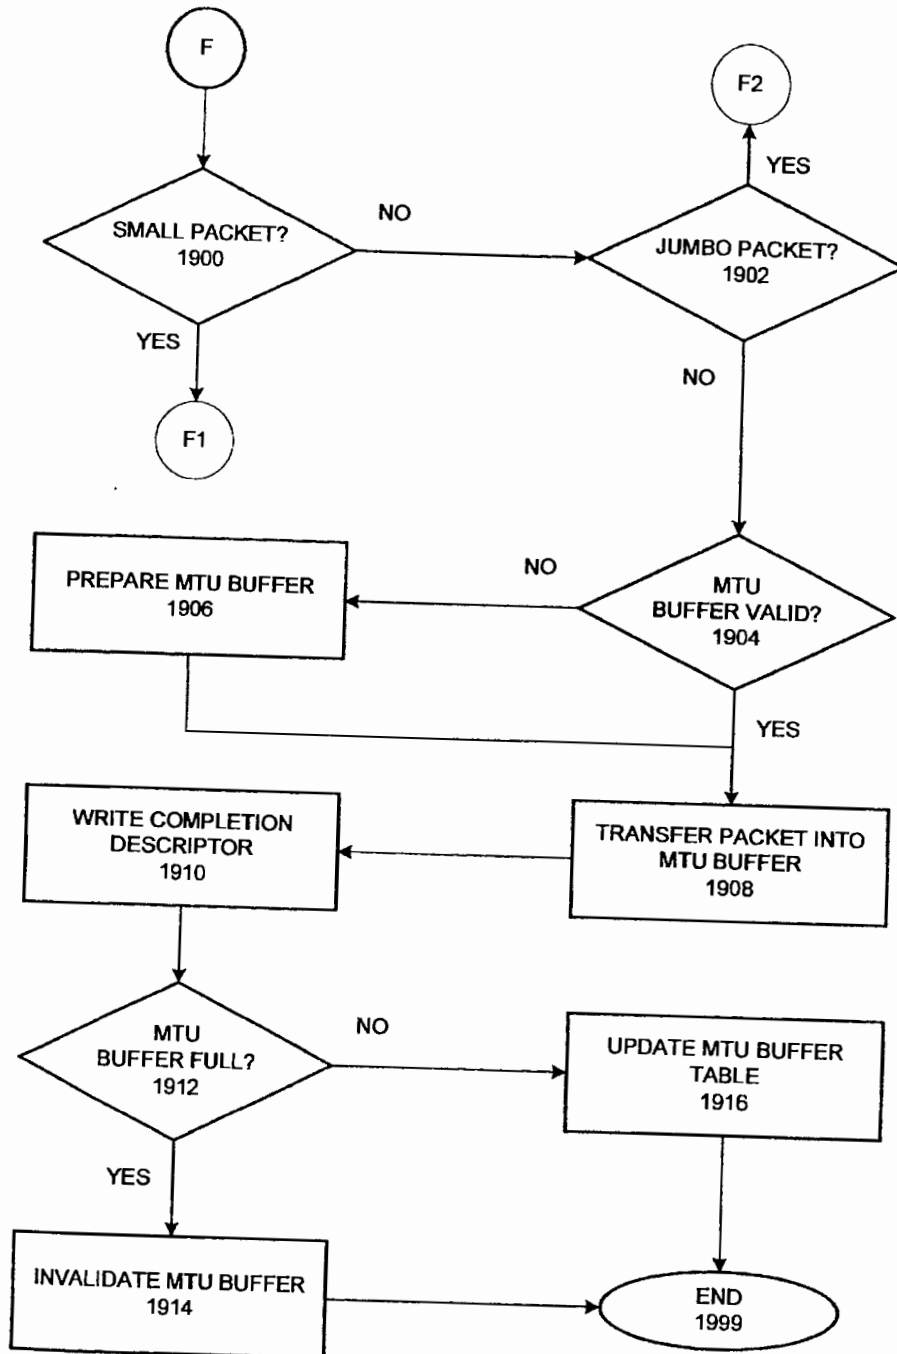 F
F2
YES
SMALL PACKET?
1900
NO
JUMBO PACKET?
1902
YES
NO
F1
PREPARE MTU BUFFER
1906
NO
MTU
BUFFER VALID?
1904
YES
WRITE COMPLETION
DESCRIPTOR
1910
TRANSFER PACKET INTO
MTU BUFFER
1908
MTU
BUFFER FULL?
1912
NO
UPDATE MTU BUFFER
TABLE
1916
YES
INVALIDATE MTU BUFFER
1914
END
1999